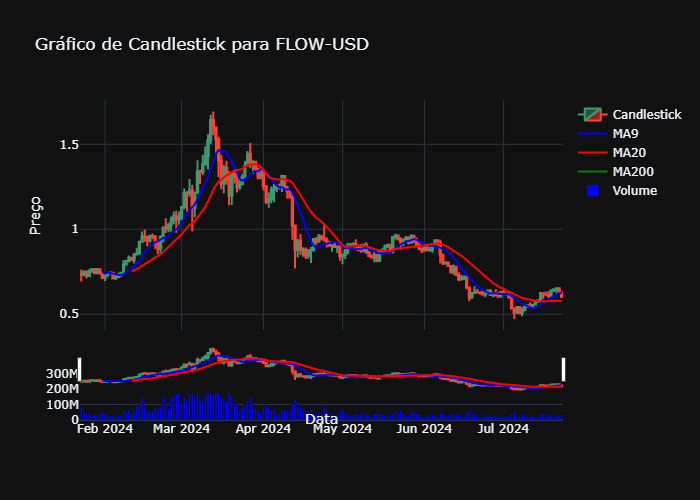 Gráfico de Candlestick para FLOW-USD
Candlestick
MA9
MA20
MA200
Volume
Preço
1.5
1
0.5
300M
200M
100M
0
Feb 2024
Mar 2024
Apr 2024
May 2024
Jun 2024
Jul 2024
Data